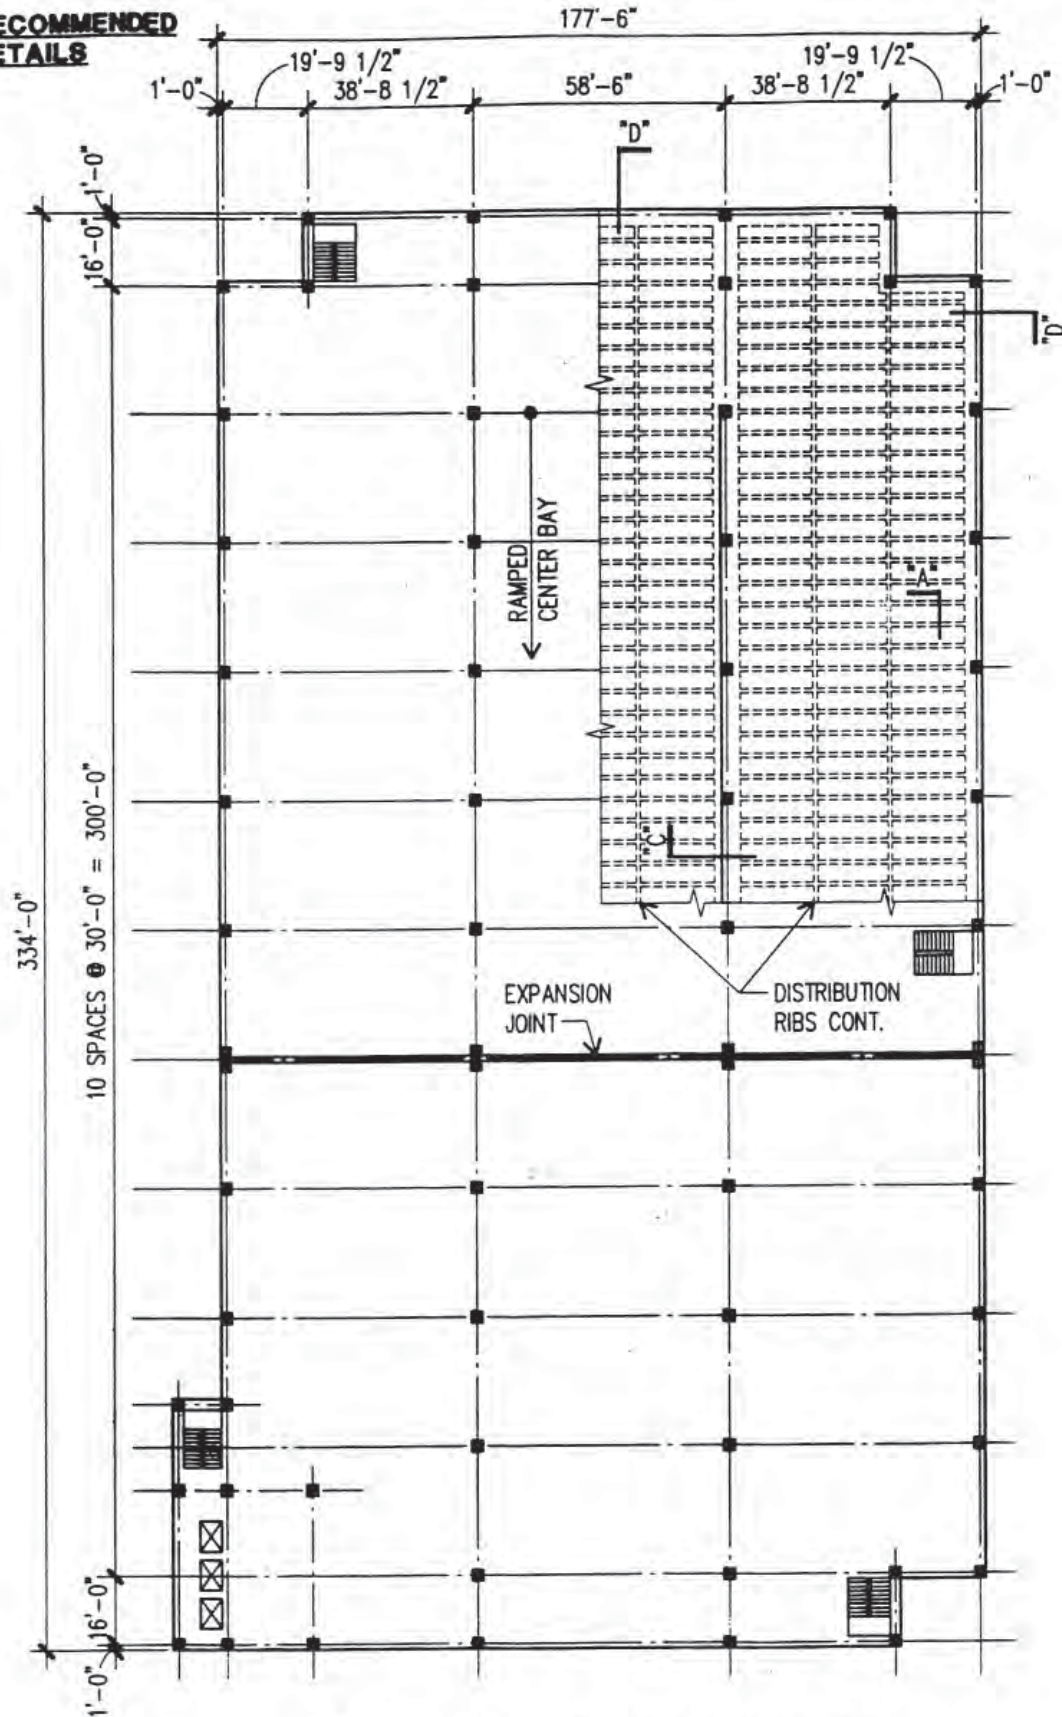 ECOMMENDED
ETAILS
177'-6"
19'-9 1/2"
19'-9 1/2"
1'-0"
38'-8 1/2"
58'-6"
38'-8 1/2"
1'-0"
"D"
1'-0"
16'-0"
"D"
RAMPED
CENTER BAY
"A"
"C"
334'-0"
10 SPACES @ 30'-0" = 300'-0"
EXPANSION
JOINT
DISTRIBUTION
RIBS CONT.
16'-0"
1'-0"